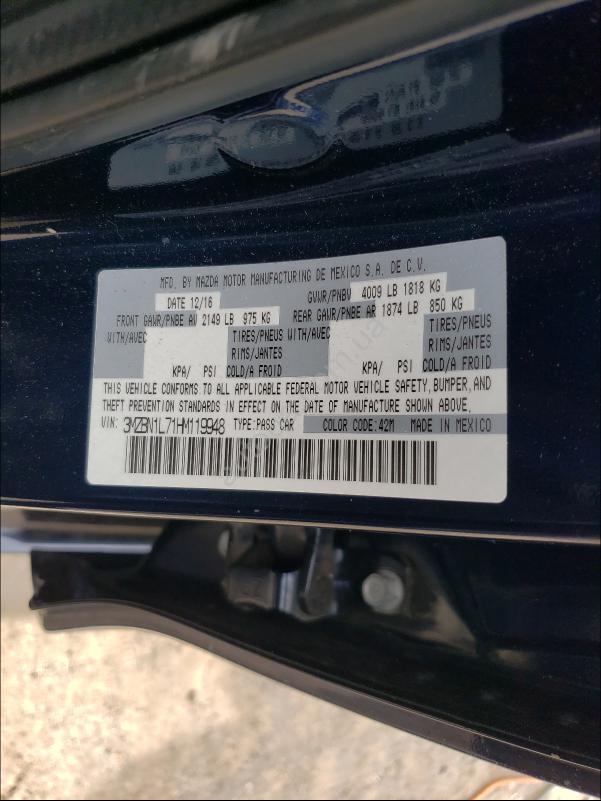 MFD. BY MAZDA MOTOR MANUFACTURING DE MEXICO S.A. DE C.V.
DATE 12/16 GVWR/PNBV 4009 LB 1818 KG
FRONT GAWR/PNBE AV 2149 LB 975 KG REAR GAWR/PNBE AR 1874 LB 850 KG
WITH/AVEC TIRES/PNEUS WITH/AVEC TIRES/PNEUS
RIMS/JANTES RIMS/JANTES
KPA/ PSI COLD/A FROID KPA/ PSI COLD/A FROID
THIS VEHICLE CONFORMS TO ALL APPLICABLE FEDERAL MOTOR VEHICLE SAFETY, BUMPER, AND
THEFT PREVENTION STANDARDS IN EFFECT ON THE DATE OF MANUFACTURE SHOWN ABOVE.
VIN: 3MZBN1L71HM119948 TYPE: PASS CAR COLOR CODE: 42M MADE IN MEXICO